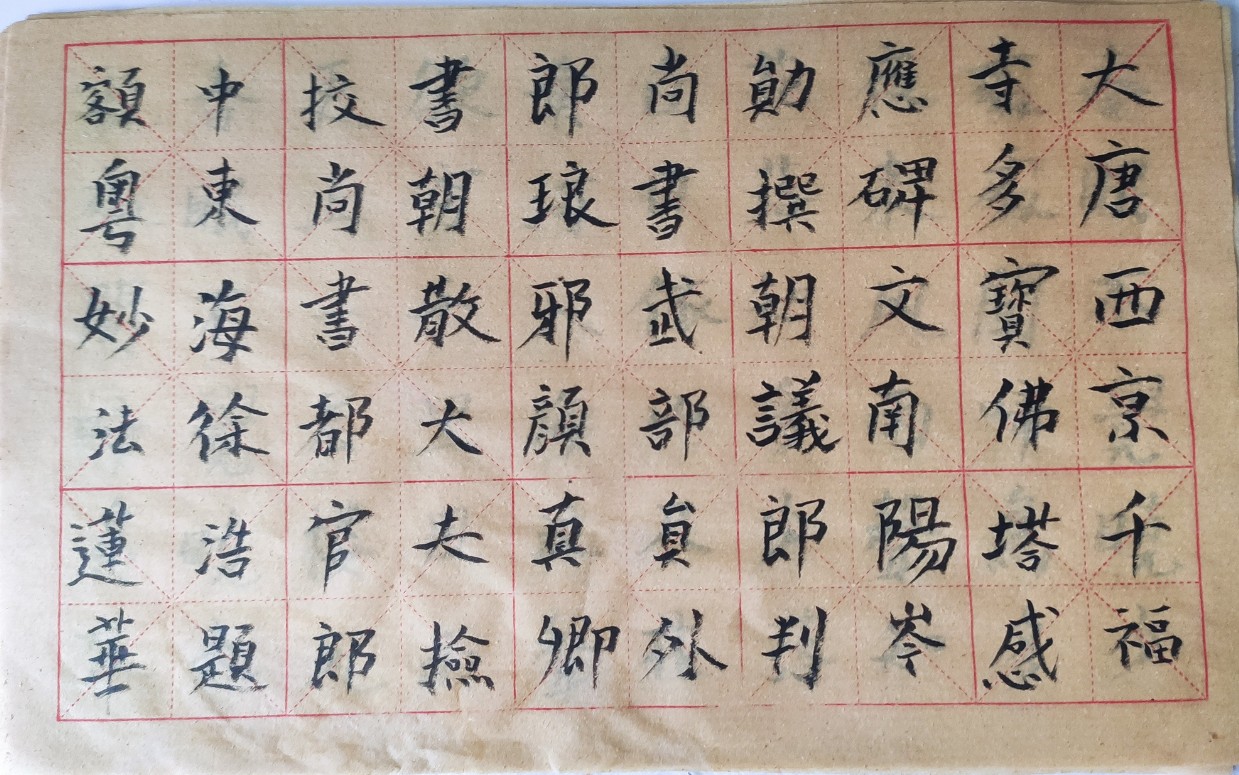 大唐西京千福
寺多寶佛塔感
應碑文南陽岑
勛撰朝議郎判
尚書武部員外
郎琅邪顏真卿
書朝散大夫撿
挍尚書都官郎
中東海徐浩題
額粵妙法蓮華